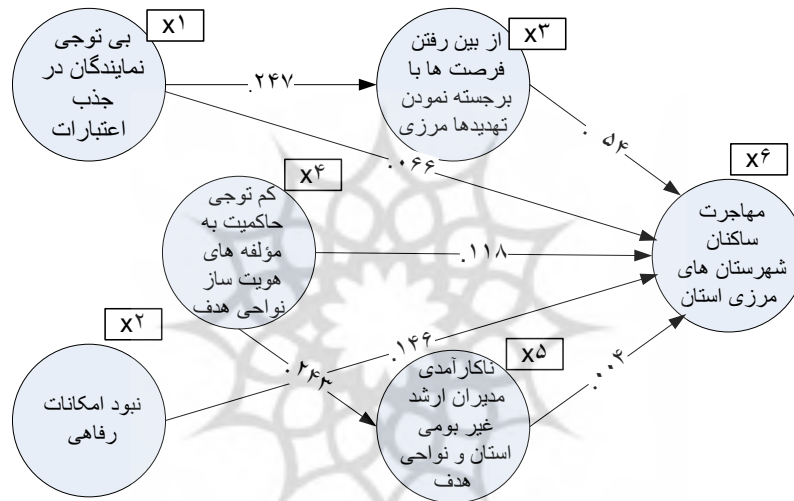 x۱
بی توجی
نمایندگان در
جذب
اعتبارات
x۳
از بین رفتن
فرصت ها با
برجسته نمودن
تهدیدها مرزی
.۲۴۷
.۰۶۶
. ۵۴
x۶
مهاجرت
ساکنان
شهرستان های
مرزی استان
x۴
کم توجی
حاکمیت به
مؤلفه های
هویت ساز
نواحی هدف
.۱۱۸
.۱۴۶
.۲۴۳
.۰۰۴
x۲
نبود امکانات
رفاهی
x۵
ناکارآمدی
مدیران ارشد
غیر بومی
استان و نواحی
هدف